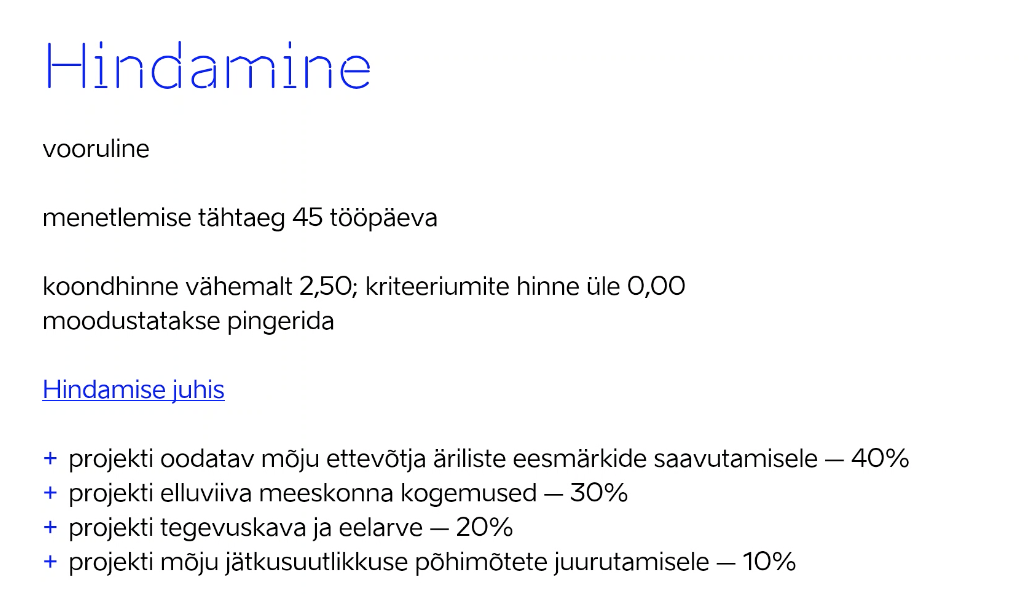 Hindamine
vooruline
menetlemise tähtaeg 45 tööpäeva
koondhinne vähemalt 2,50; kriteeriumite hinne üle 0,00
moodustatakse pingerida
Hindamise juhis
+ projekti oodatav mõju ettevõtja äriliste eesmärkide saavutamisele – 40%
+ projekti elluviiva meeskonna kogemused – 30%
+ projekti tegevuskava ja eelarve – 20%
+ projekti mõju jätkusuutlikkuse põhimõtete juurutamisele – 10%